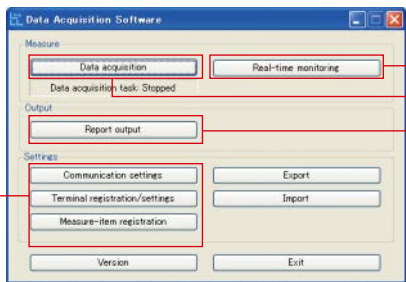 Data Acquisition Software
Measure
Data acquisition
Real-time monitoring
Data acquisition task: Stopped
Output
Report output
Settings
Communication settings
Export
Terminal registration/settings
Import
Measure-item registration
Version
Exit